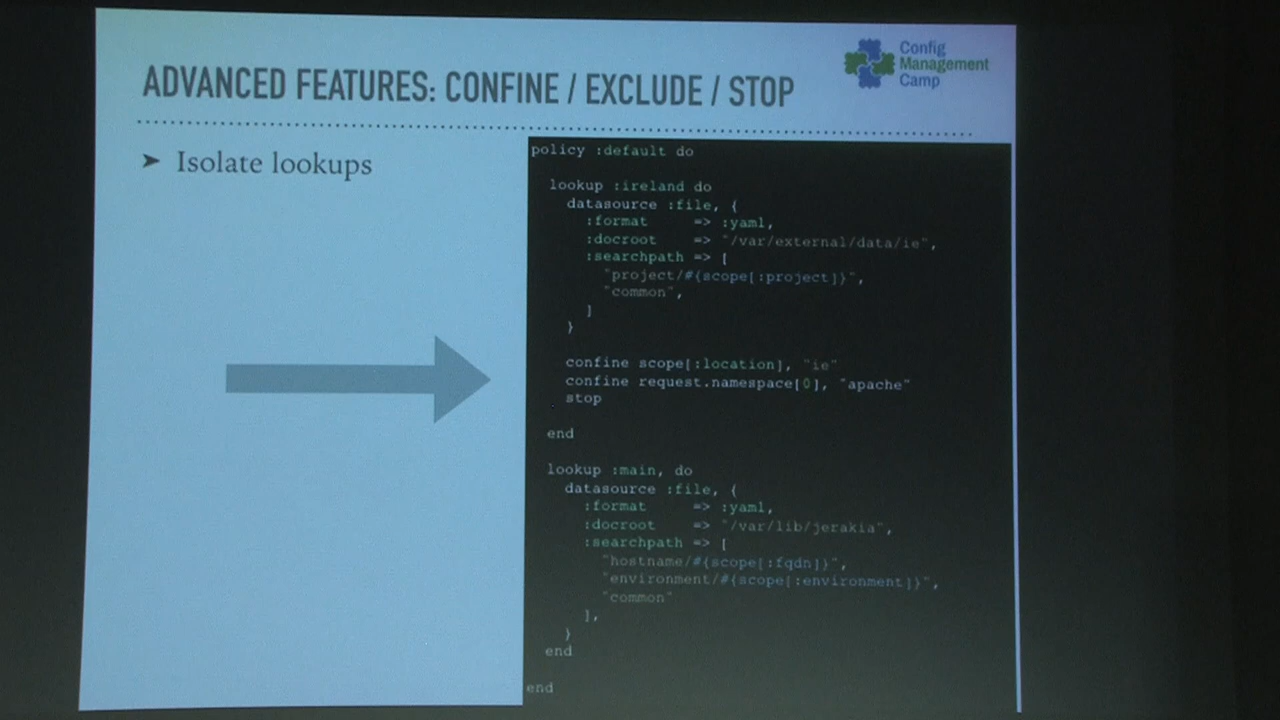 ADVANCED FEATURES: CONFINE / EXCLUDE / STOP
Config
Management
Camp
➤ Isolate lookups
policy :default do
lookup :ireland do
datasource :file, {
:format => :yaml,
:docroot => "/var/external/data/ie",
:searchpath => [
"project/#{scope[:project]}",
"common",
]
}
confine scope[:location], "ie"
confine request.namespace[0], "apache"
stop
end
lookup :main, do
datasource :file, {
:format => :yaml,
:docroot => "/var/lib/jerakia",
:searchpath => [
"hostname/#{scope[:fqdn]}",
"environment/#{scope[:environment]}",
"common"
],
}
end
end